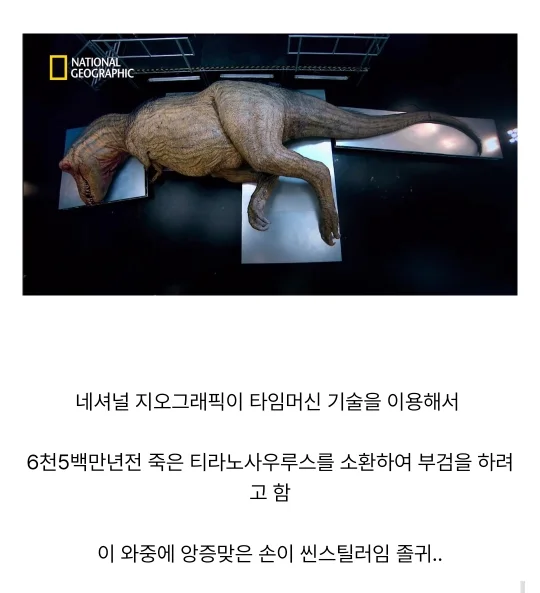 NATIONAL
GEOGRAPHIC
네셔널 지오그래픽이 타임머신 기술을 이용해서
6천5백만년전 죽은 티라노사우루스를 소환하여 부검을 하려
고 함
이 와중에 앙증맞은 손이 씬스틸러임 졸귀..